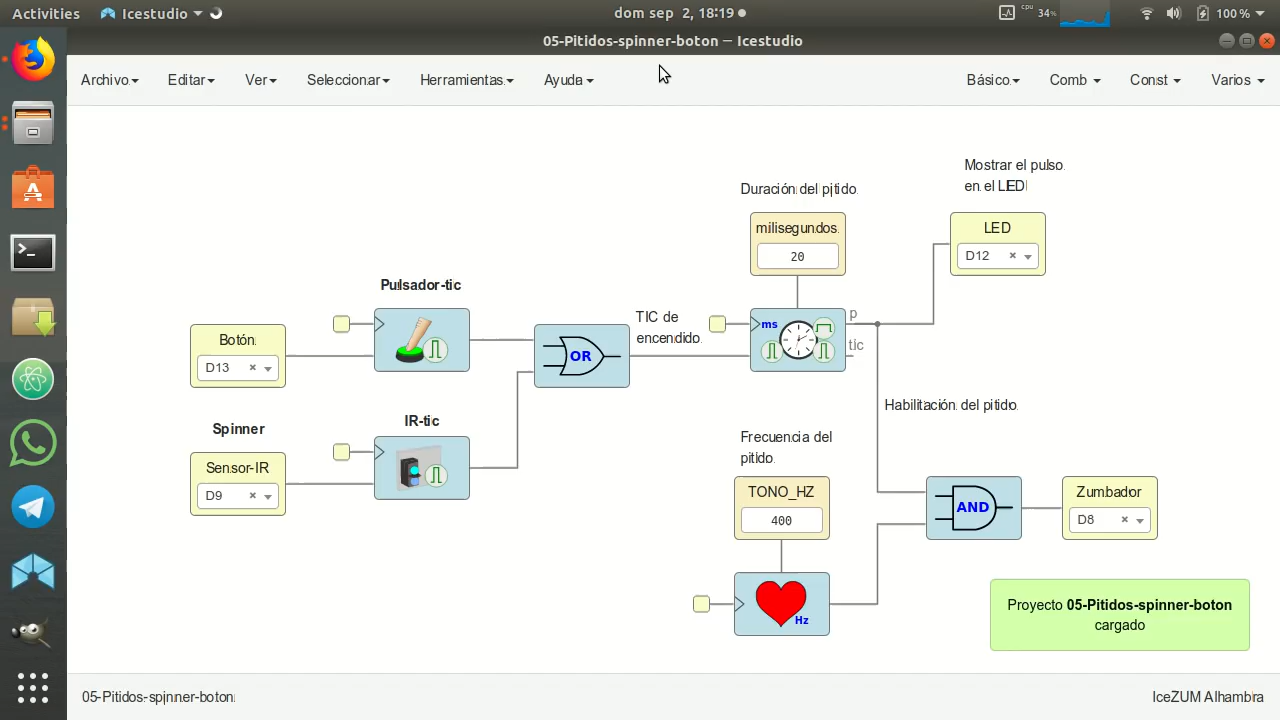 Activities
Icestudio
dom sep 2, 18:19
cpu
34%
100 %
05-Pitidos-spinner-boton — Icestudio
Archivo
Editar
Ver
Seleccionar
Herramientas
Ayuda
Básico
Comb
Const
Varios
Mostrar el pulso
en el LED
Duración del pitido
milisegundos
20
LED
D12
Pulsador-tic
TIC de
encendido
ms
p
tic
Botón
D13
OR
IR-tic
Spinner
Sensor-IR
D9
Habilitación del pitido
Frecuencia del
pitido
TONO_HZ
400
AND
Zumbador
D8
Hz
Proyecto 05-Pitidos-spinner-boton
cargado
05-Pitidos-spinner-boton
IceZUM Alhambra